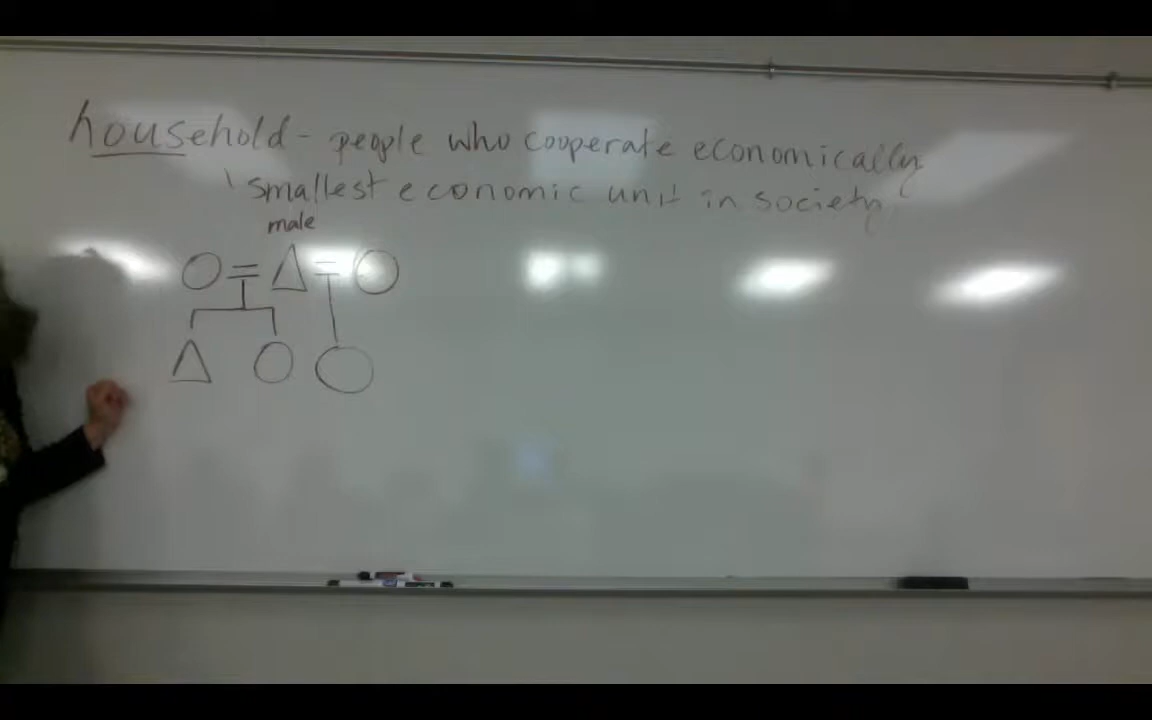 household - people who cooperate economically
smallest economic unit in society
male